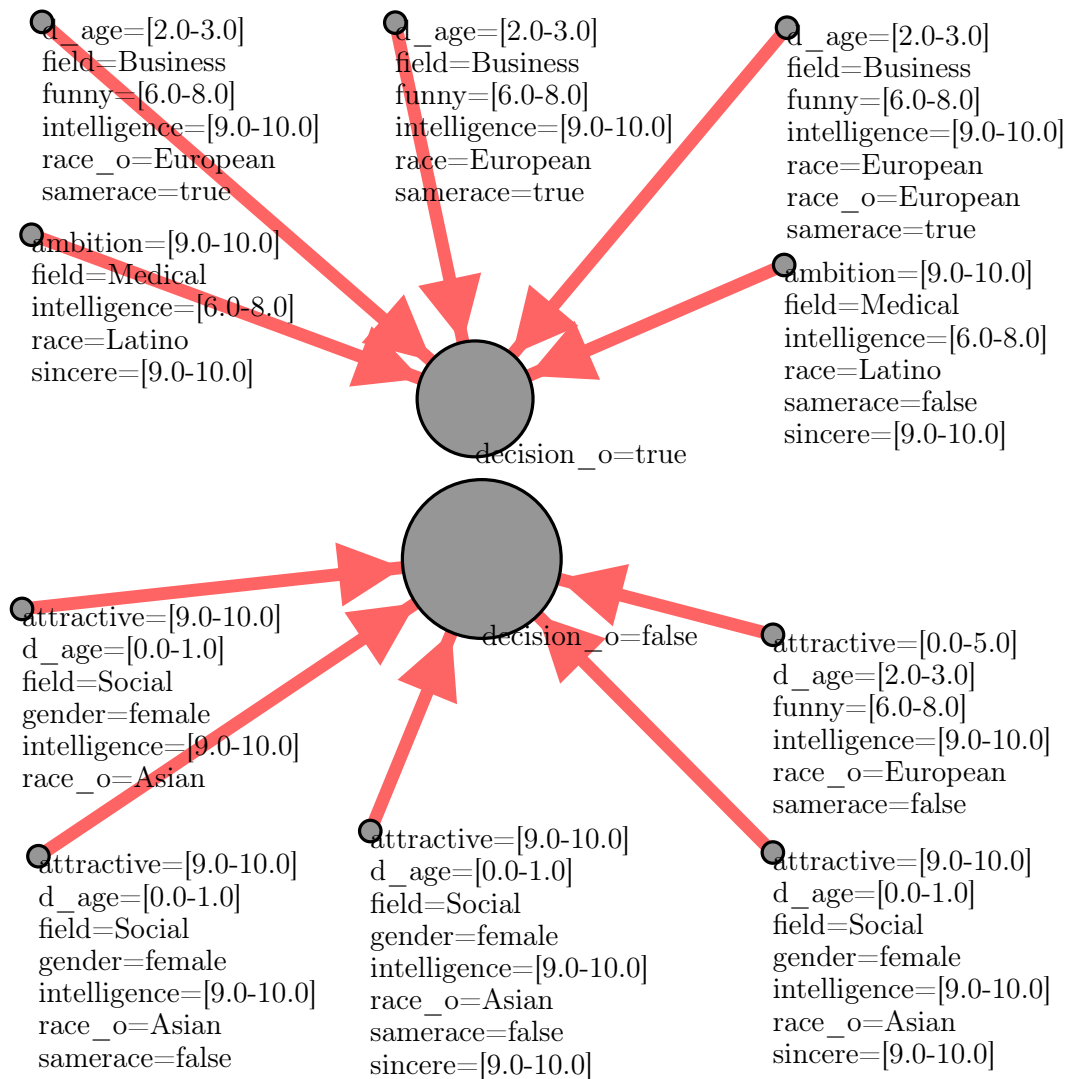 d_age=[2.0-3.0]
field=Business
funny=[6.0-8.0]
intelligence=[9.0-10.0]
race_o=European
samerace=true
d_age=[2.0-3.0]
field=Business
funny=[6.0-8.0]
intelligence=[9.0-10.0]
race=European
samerace=true
d_age=[2.0-3.0]
field=Business
funny=[6.0-8.0]
intelligence=[9.0-10.0]
race=European
race_o=European
samerace=true
ambition=[9.0-10.0]
field=Medical
intelligence=[6.0-8.0]
race=Latino
sincere=[9.0-10.0]
ambition=[9.0-10.0]
field=Medical
intelligence=[6.0-8.0]
race=Latino
samerace=false
sincere=[9.0-10.0]
decision_o=true
decision_o=false
attractive=[9.0-10.0]
d_age=[0.0-1.0]
field=Social
gender=female
intelligence=[9.0-10.0]
race_o=Asian
attractive=[0.0-5.0]
d_age=[2.0-3.0]
funny=[6.0-8.0]
intelligence=[9.0-10.0]
race_o=European
samerace=false
attractive=[9.0-10.0]
d_age=[0.0-1.0]
field=Social
gender=female
intelligence=[9.0-10.0]
race_o=Asian
samerace=false
attractive=[9.0-10.0]
d_age=[0.0-1.0]
field=Social
gender=female
intelligence=[9.0-10.0]
race_o=Asian
samerace=false
sincere=[9.0-10.0]
attractive=[9.0-10.0]
d_age=[0.0-1.0]
field=Social
gender=female
intelligence=[9.0-10.0]
race_o=Asian
sincere=[9.0-10.0]